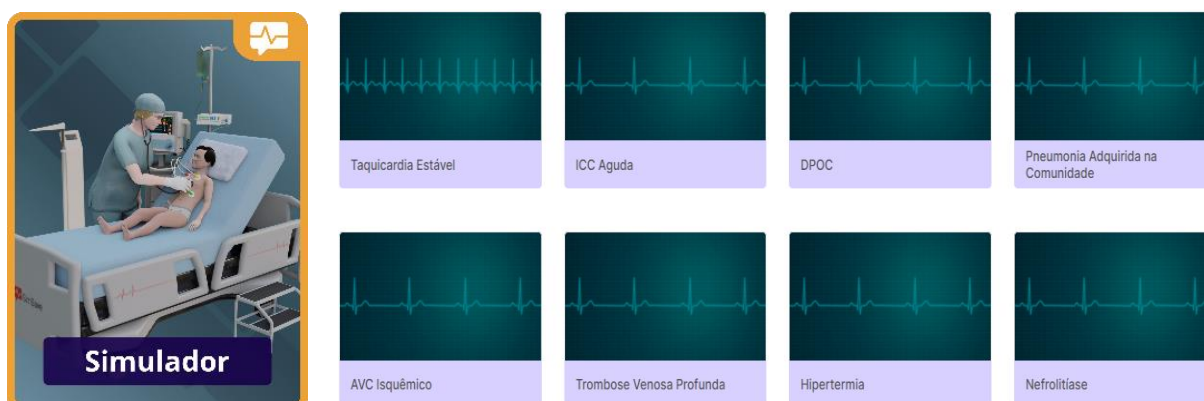 Simulador
Taquicardia Estável
ICC Aguda
DPOC
Pneumonia Adquirida na
Comunidade
AVC Isquêmico
Trombose Venosa Profunda
Hipertermia
Nefrolitíase